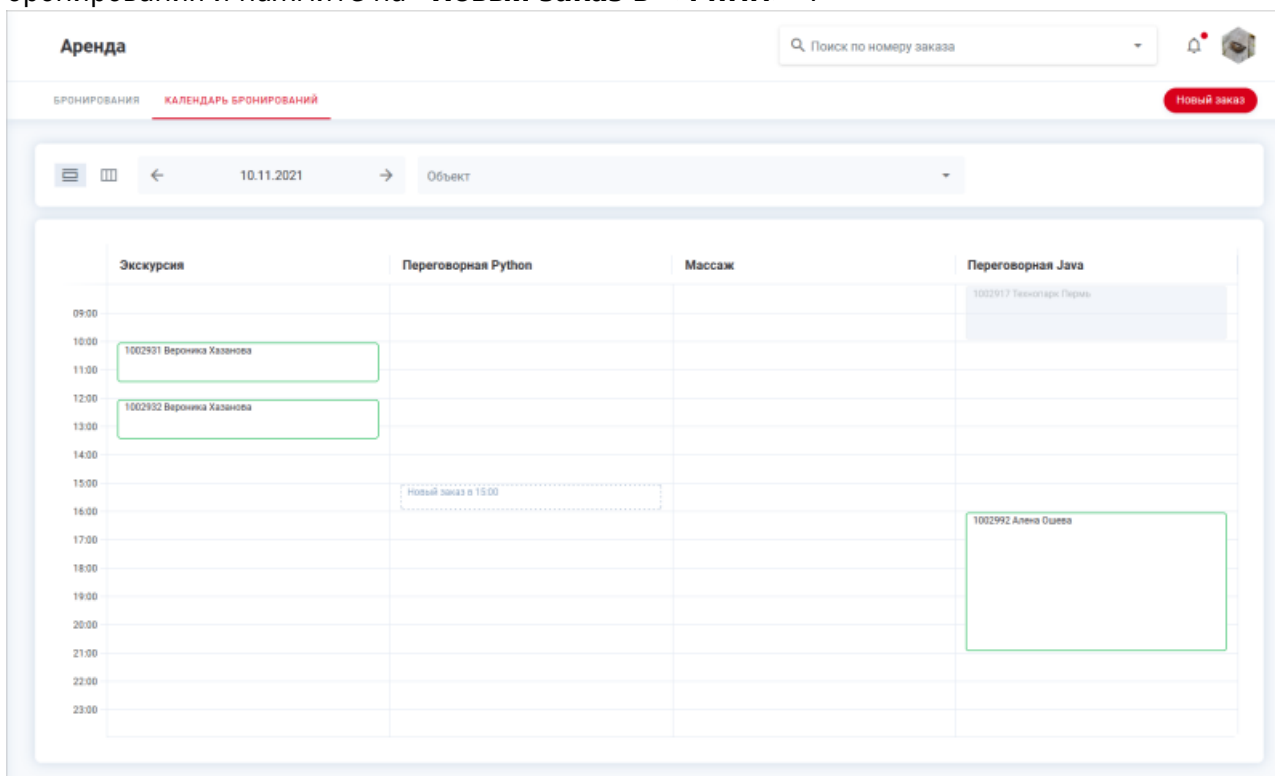 Аренда
Поиск по номеру заказа
БРОНИРОВАНИЯ КАЛЕНДАРЬ БРОНИРОВАНИЙ Новый заказ
10.11.2021 Объект
Экскурсия Переговорная Python Массаж Переговорная Java
1002917 Технопарк Пермь
09:00
10:00
1002931 Вероника Хазанова
11:00
12:00
1002932 Вероника Хазанова
13:00
14:00
15:00
Новый заказ в 15:00
16:00
1002992 Алена Ошева
17:00
18:00
19:00
20:00
21:00
22:00
23:00